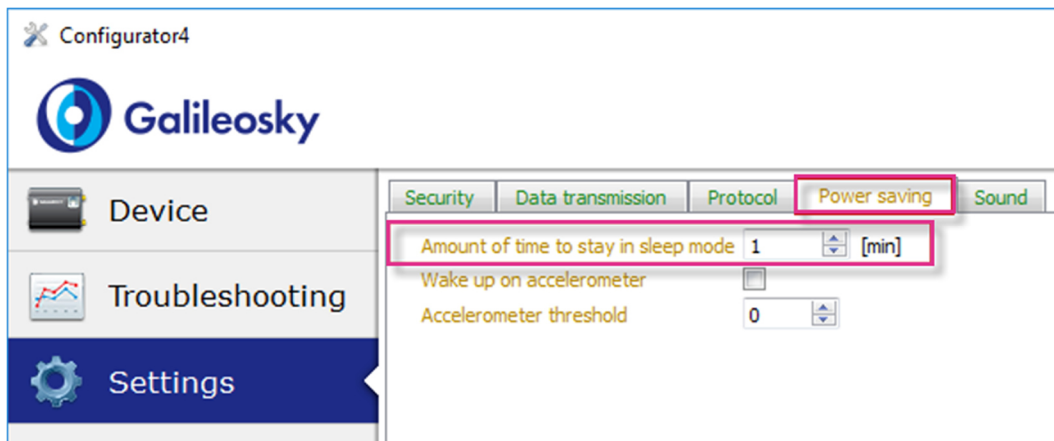 Configurator4
Galileosky
Device
Troubleshooting
Settings
Security Data transmission Protocol Power saving Sound
Amount of time to stay in sleep mode 1 [min]
Wake up on accelerometer
Accelerometer threshold 0